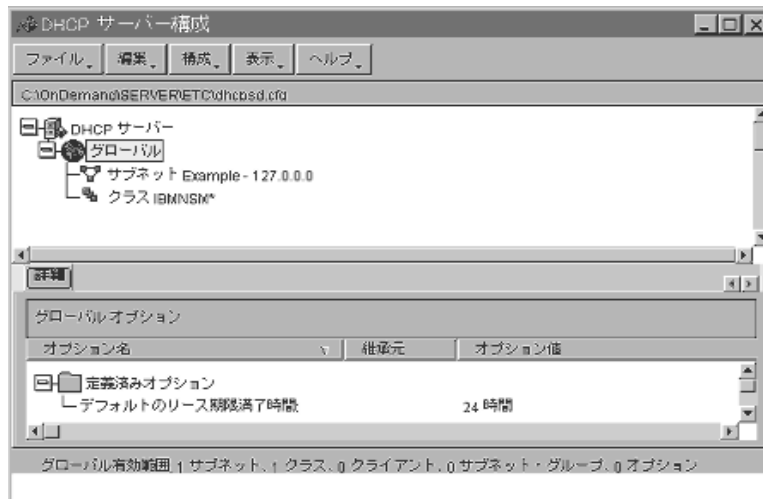 DHCP サーバー構成
ファイル 編集 構成 表示 ヘルプ
C:\OnDemand\SERVER\ETC\dhcpsd.cfg
DHCP サーバー
グローバル
サブネット Example - 127.0.0.0
クラス IBMNSM*
詳細
グローバル オプション
オプション名 継承元 オプション値
定義済みオプション
デフォルトのリース期限満了時間: 24 時間
グローバル有効範囲 1 サブネット、1 クラス、0 クライアント、0 サブネット・グループ、0 オプション